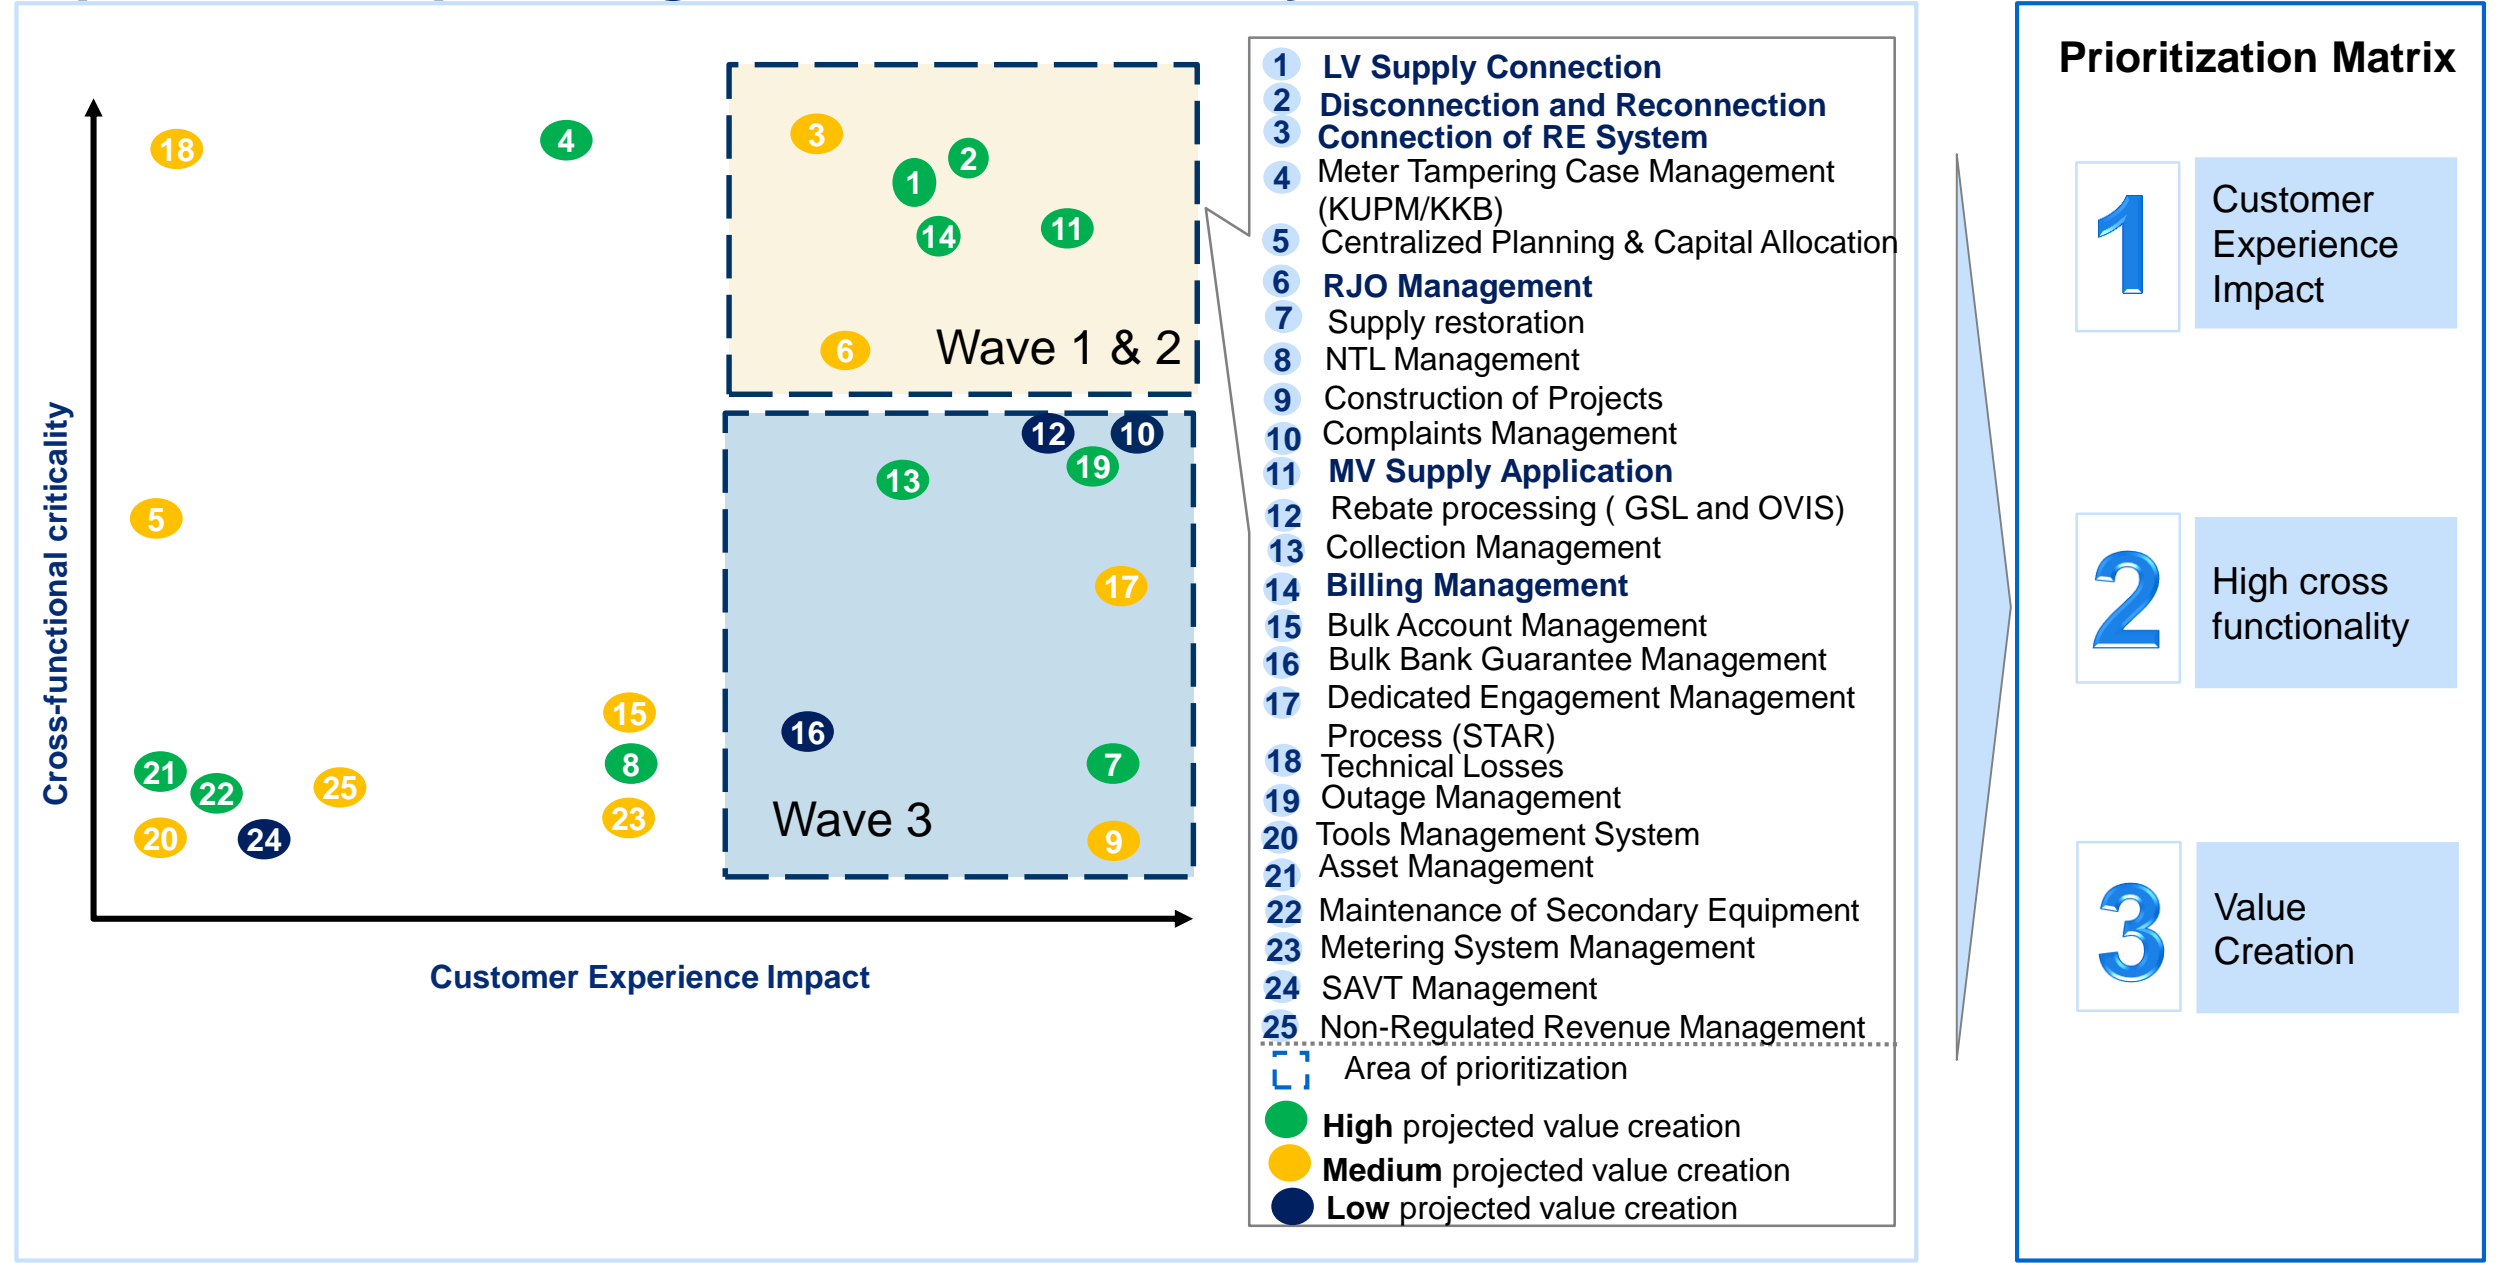 18
4
3
2
1
14
11
6
Wave 1 & 2
12
10
19
13
5
17
15
16
21
8
7
22
25
23
20
24
9
Wave 3
Cross-functional criticality
Customer Experience Impact
1 LV Supply Connection
2 Disconnection and Reconnection
3 Connection of RE System
4 Meter Tampering Case Management
(KUPM/KKB)
5 Centralized Planning & Capital Allocation
6 RJO Management
7 Supply restoration
8 NTL Management
9 Construction of Projects
10 Complaints Management
11 MV Supply Application
12 Rebate processing ( GSL and OVIS)
13 Collection Management
14 Billing Management
15 Bulk Account Management
16 Bulk Bank Guarantee Management
17 Dedicated Engagement Management
Process (STAR)
18 Technical Losses
19 Outage Management
20 Tools Management System
21 Asset Management
22 Maintenance of Secondary Equipment
23 Metering System Management
24 SAVT Management
25 Non-Regulated Revenue Management
Area of prioritization
High projected value creation
Medium projected value creation
Low projected value creation
Prioritization Matrix
1
Customer
Experience
Impact
2
High cross
functionality
3
Value
Creation